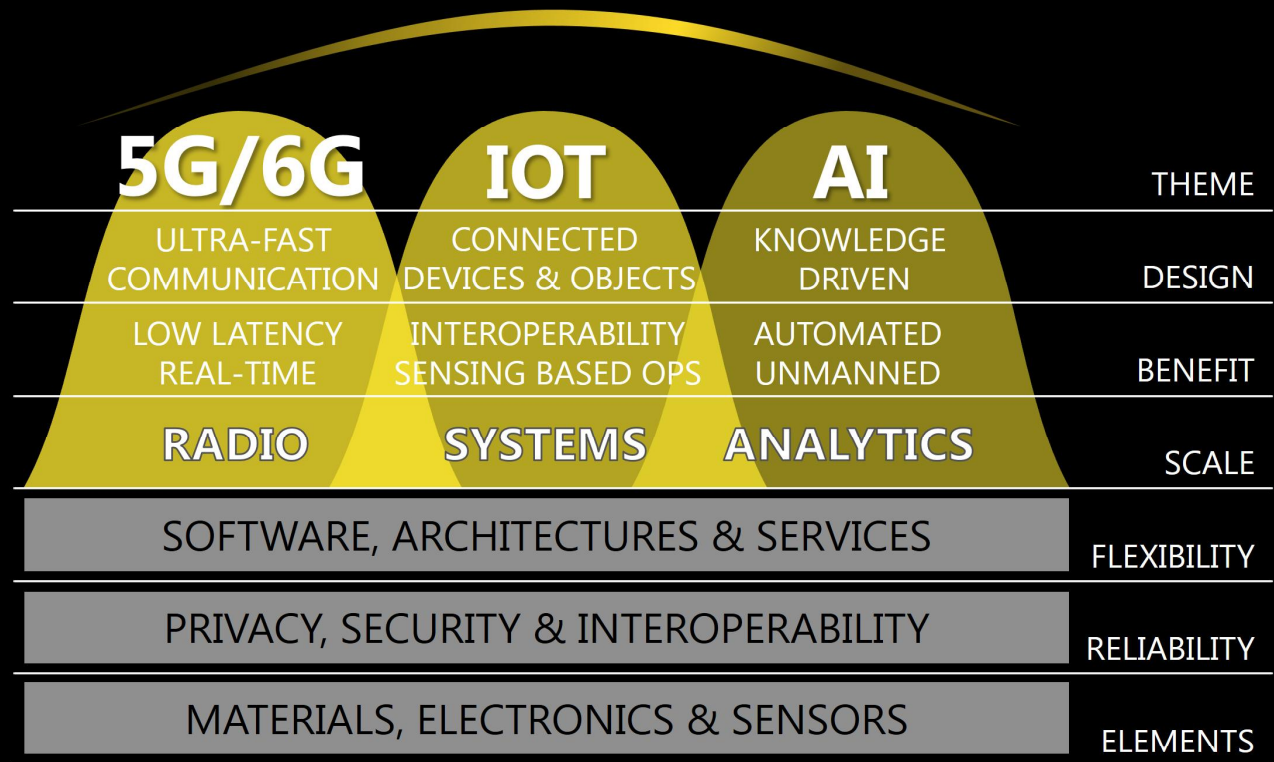 5G/6G IOT AI THEME
ULTRA-FAST CONNECTED KNOWLEDGE
COMMUNICATION DEVICES & OBJECTS DRIVEN DESIGN
LOW LATENCY INTEROPERABILITY AUTOMATED
REAL-TIME SENSING BASED OPS UNMANNED BENEFIT
RADIO SYSTEMS ANALYTICS SCALE
SOFTWARE, ARCHITECTURES & SERVICES FLEXIBILITY
PRIVACY, SECURITY & INTEROPERABILITY RELIABILITY
MATERIALS, ELECTRONICS & SENSORS ELEMENTS